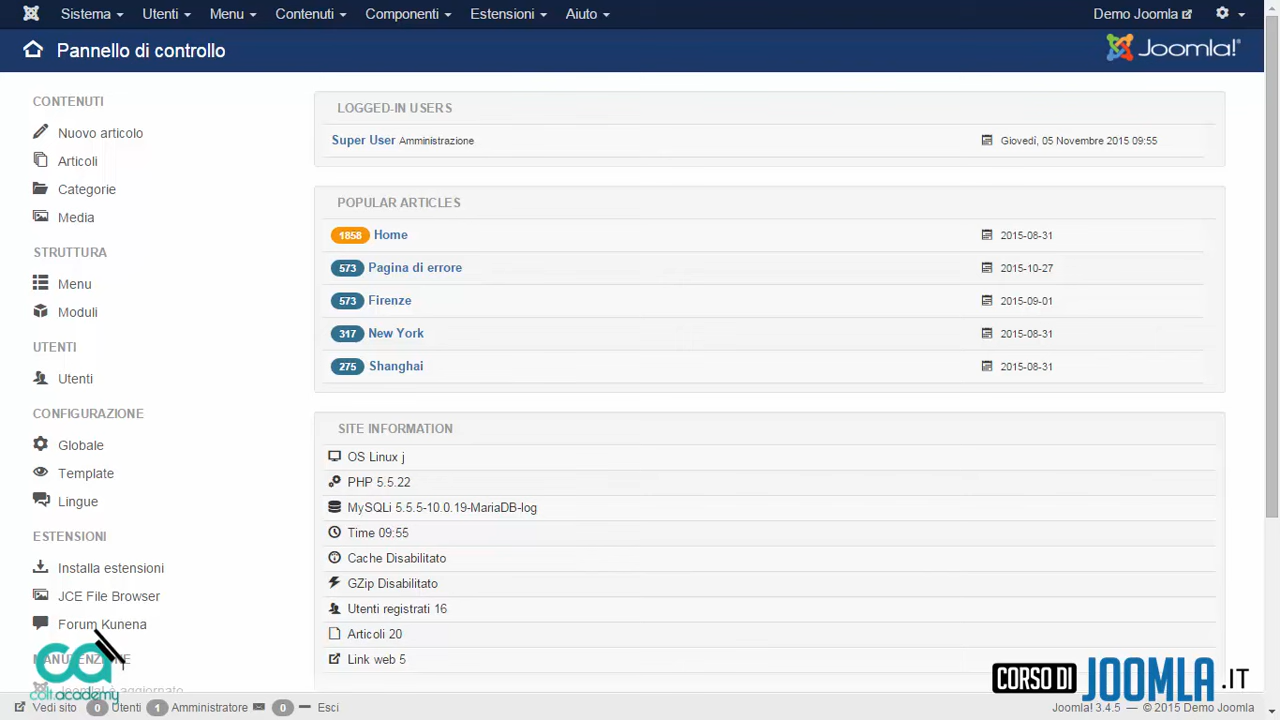 Sistema Utenti Menu Contenuti Componenti Estensioni Aiuto Demo Joomla
Pannello di controllo Joomla!®
CONTENUTI
Nuovo articolo
Articoli
Categorie
Media
STRUTTURA
Menu
Moduli
UTENTI
Utenti
CONFIGURAZIONE
Globale
Template
Lingue
ESTENSIONI
Installa estensioni
JCE File Browser
Forum Kunena
MANUTENZIONE
Joomla! è aggiornato
LOGGED-IN USERS
Super User Amministrazione Giovedì, 05 Novembre 2015 09:55
POPULAR ARTICLES
1858 Home 2015-08-31
573 Pagina di errore 2015-10-27
573 Firenze 2015-09-01
317 New York 2015-08-31
275 Shanghai 2015-08-31
SITE INFORMATION
OS Linux j
PHP 5.5.22
MySQLi 5.5.5-10.0.19-MariaDB-log
Time 09:55
Cache Disabilitato
GZip Disabilitato
Utenti registrati 16
Articoli 20
Link web 5
ca
colt.academy
CORSO DI JOOMLA.IT
Vedi sito 0 Utenti 1 Amministratore 0 Esci Joomla! 3.4.5 — © 2015 Demo Joomla